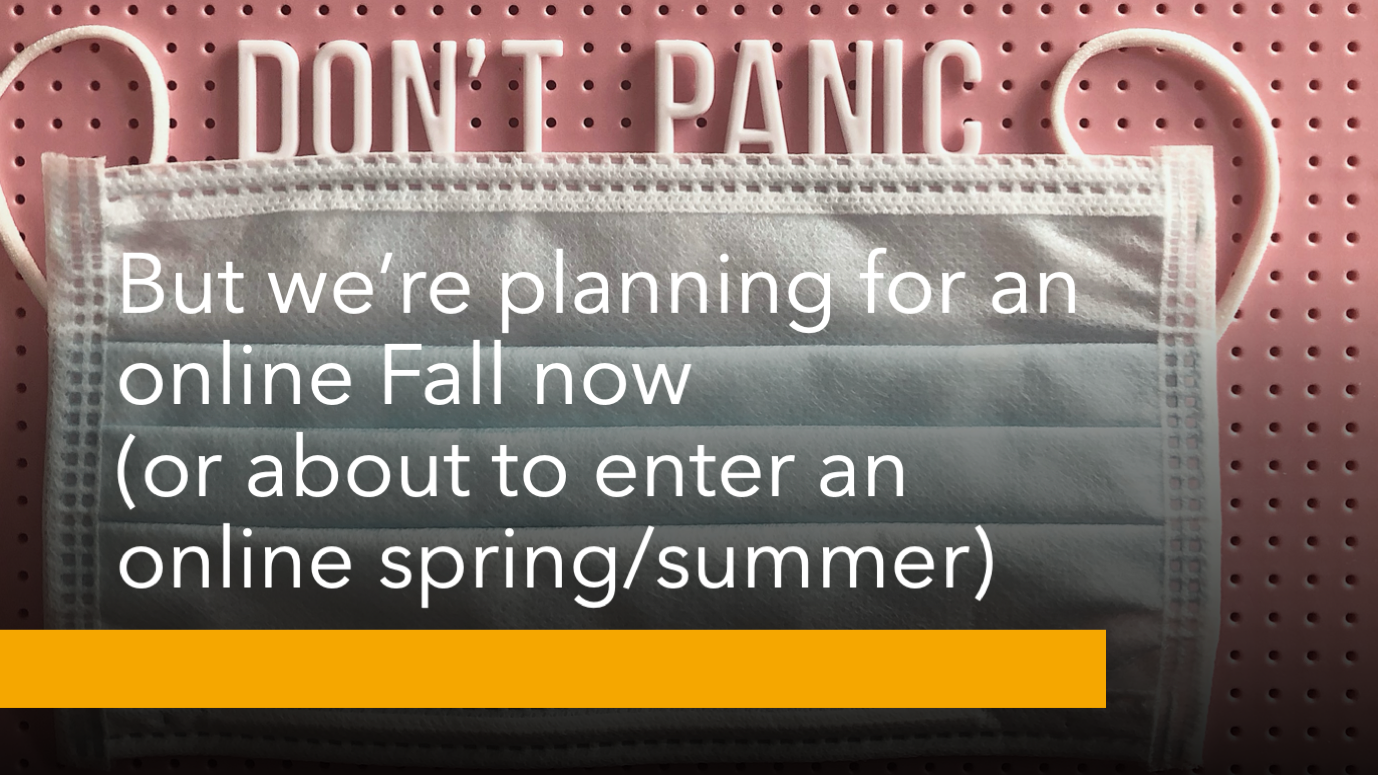 DON'T PANIC
But we’re planning for an
online Fall now
(or about to enter an
online spring/summer)